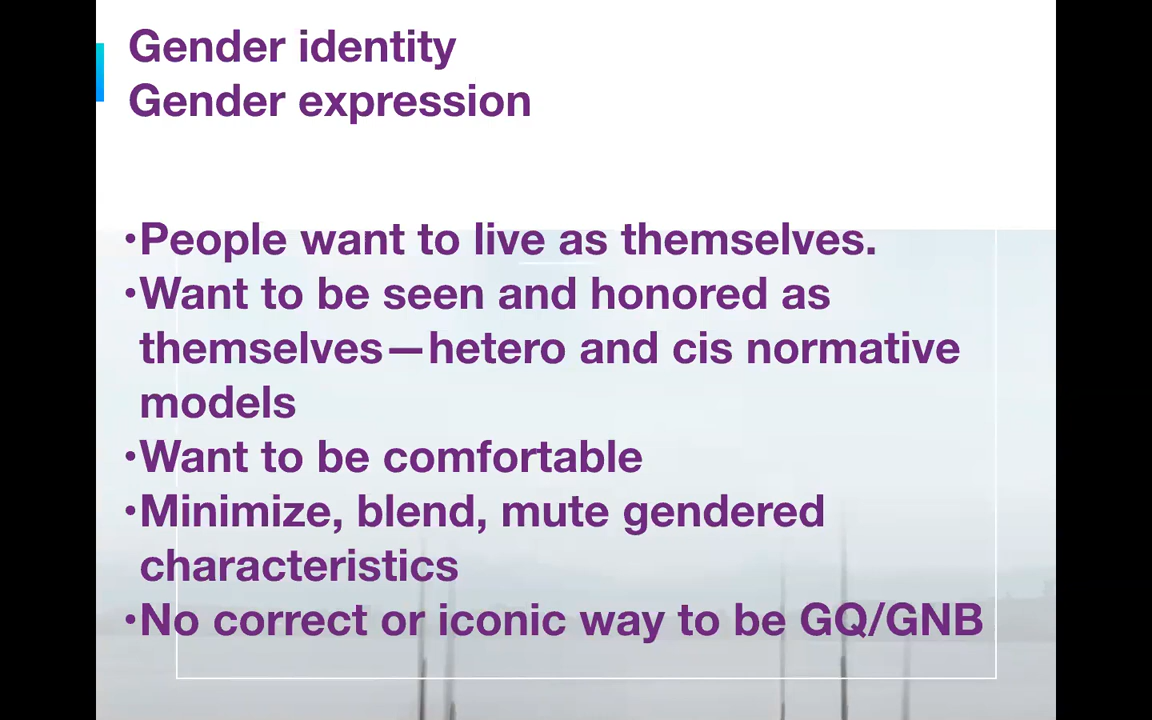 Gender identity
Gender expression
•People want to live as themselves.
•Want to be seen and honored as
themselves—hetero and cis normative
models
•Want to be comfortable
•Minimize, blend, mute gendered
characteristics
•No correct or iconic way to be GQ/GNB